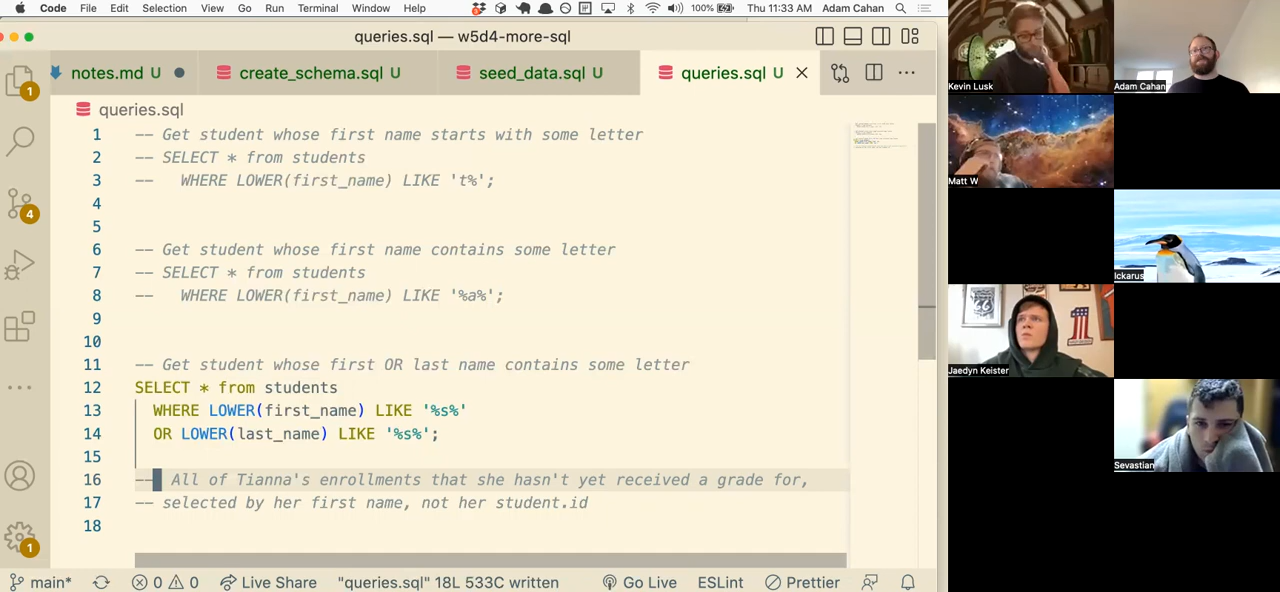 Code File Edit Selection View Go Run Terminal Window Help 100% Thu 11:33 AM Adam Cahan
queries.sql — w5d4-more-sql
notes.md U create_schema.sql U seed_data.sql U queries.sql U
queries.sql
1 -- Get student whose first name starts with some letter
2 -- SELECT * from students
3 --   WHERE LOWER(first_name) LIKE 't%';
4
5
6 -- Get student whose first name contains some letter
7 -- SELECT * from students
8 --   WHERE LOWER(first_name) LIKE '%a%';
9
10
11 -- Get student whose first OR last name contains some letter
12 SELECT * from students
13   WHERE LOWER(first_name) LIKE '%s%'
14   OR LOWER(last_name) LIKE '%s%';
15
16 -- All of Tianna's enrollments that she hasn't yet received a grade for,
17 -- selected by her first name, not her student.id
18
1
4
1
main* 0 0 Live Share "queries.sql" 18L 533C written Go Live ESLint Prettier
Kevin Lusk
Adam Cahan
Matt W
Ickarus
Jaedyn Keister
Sevastian